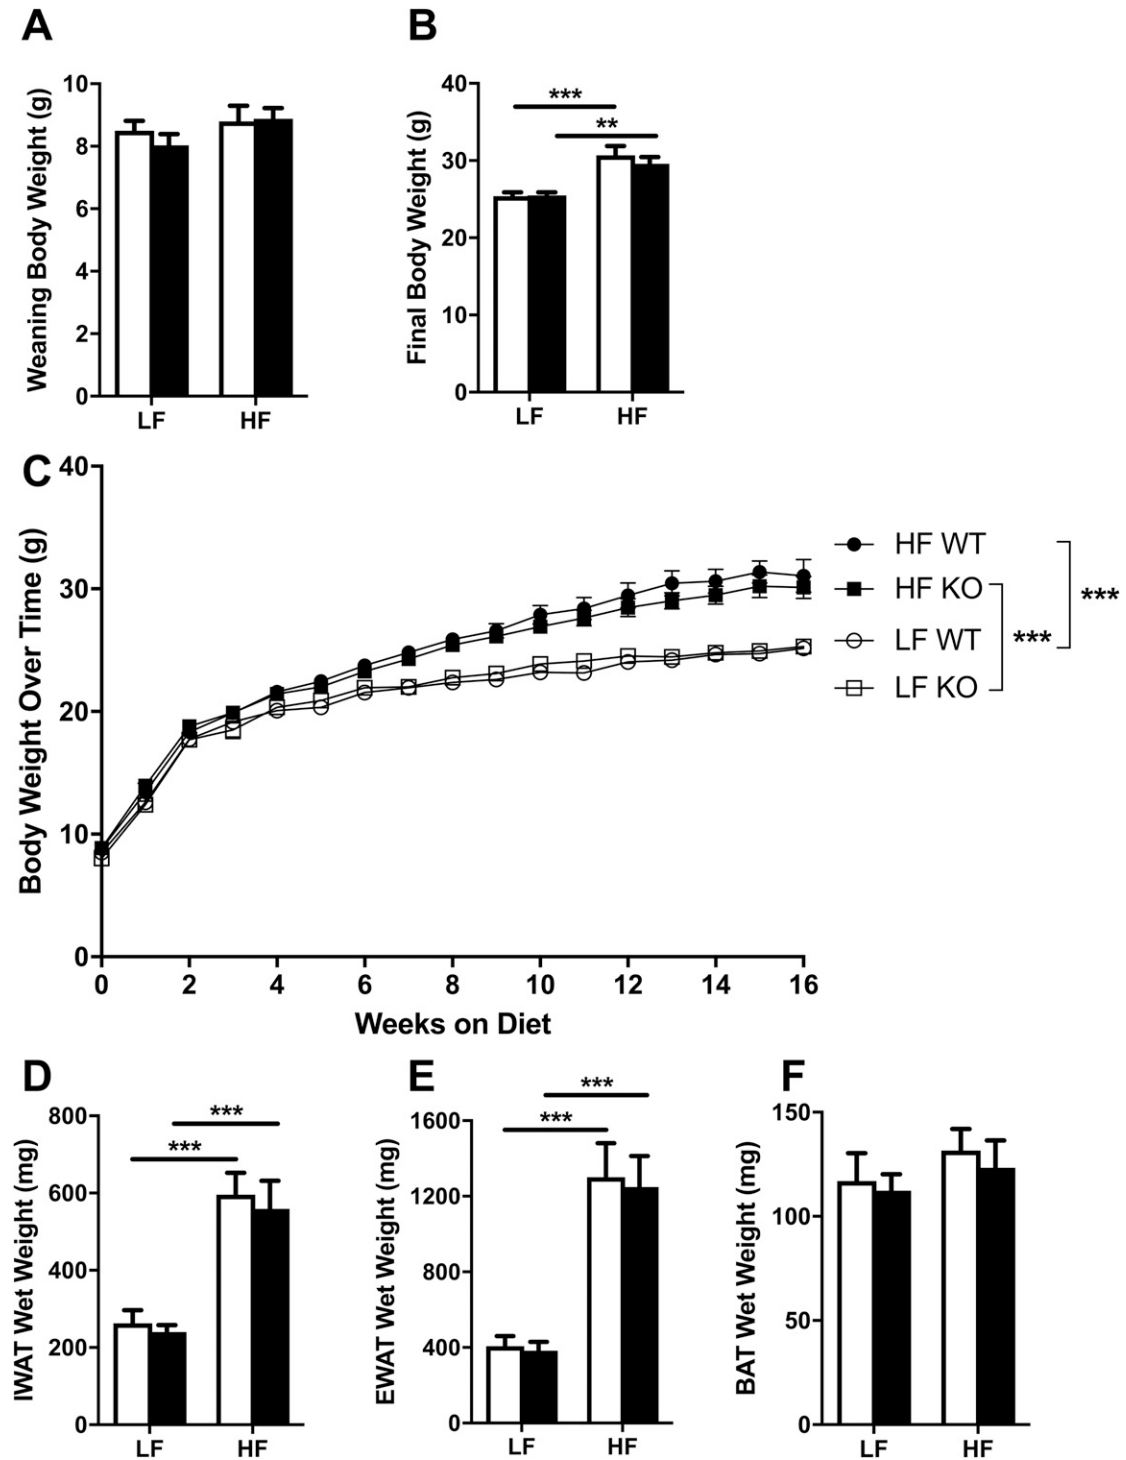 A
Weaning Body Weight (g)
10
8
6
4
2
0
LF
HF
B
Final Body Weight (g)
40
30
20
10
0
***
**
LF
HF
C
Body Weight Over Time (g)
40
30
20
10
0
0 2 4 6 8 10 12 14 16
Weeks on Diet
HF WT
HF KO
LF WT
LF KO
***
***
D
IWAT Wet Weight (mg)
800
600
400
200
0
***
***
LF
HF
E
EWAT Wet Weight (mg)
1600
1200
800
400
0
***
***
LF
HF
F
BAT Wet Weight (mg)
150
100
50
0
LF
HF